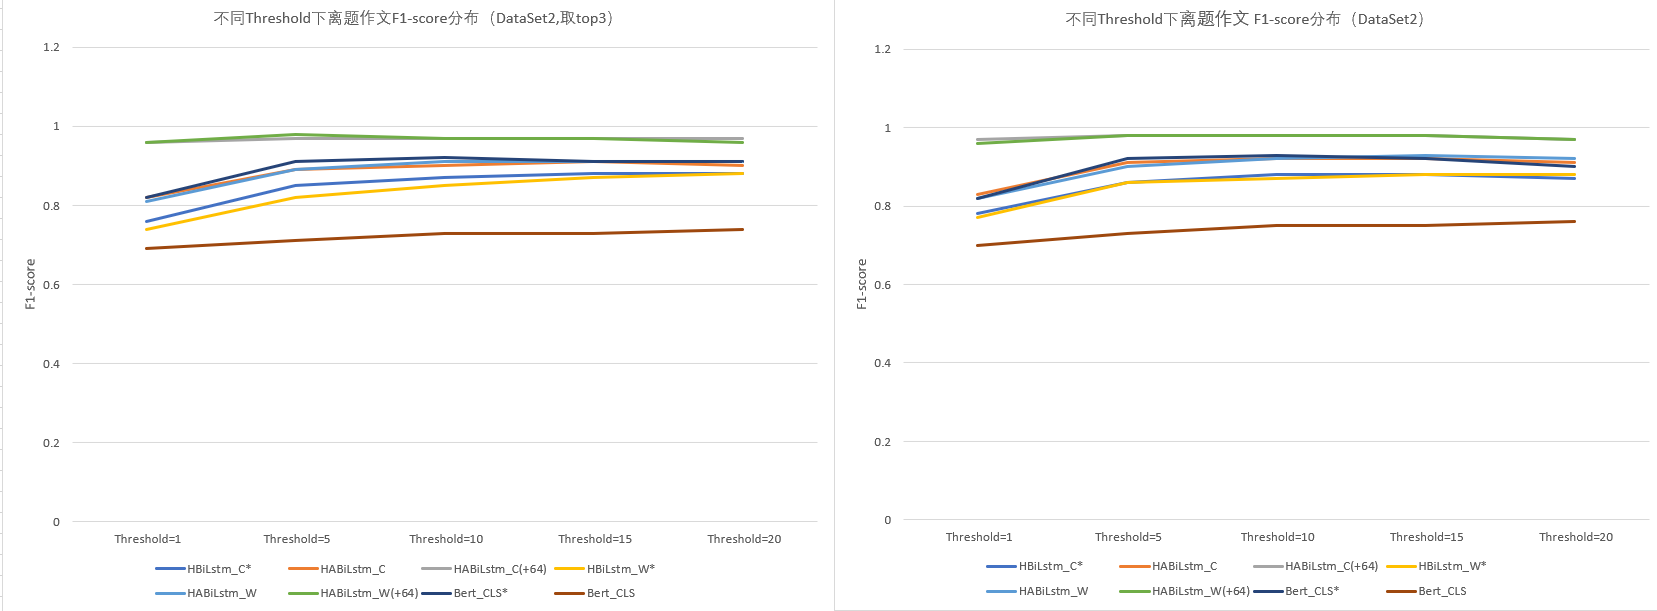 不同Threshold下离题作文F1-score分布（DataSet2,取top3）
1.2
1
0.8
0.6
0.4
0.2
0
F1-score
Threshold=1 Threshold=5 Threshold=10 Threshold=15 Threshold=20
HBiLstm_C* HABiLstm_C HABiLstm_C(+64) HBiLstm_W*
HABiLstm_W HABiLstm_W(+64) Bert_CLS* Bert_CLS
不同Threshold下离题作文 F1-score分布（DataSet2）
1.2
1
0.8
0.6
0.4
0.2
0
F1-score
Threshold=1 Threshold=5 Threshold=10 Threshold=15 Threshold=20
HBiLstm_C* HABiLstm_C HABiLstm_C(+64) HBiLstm_W*
HABiLstm_W HABiLstm_W(+64) Bert_CLS* Bert_CLS